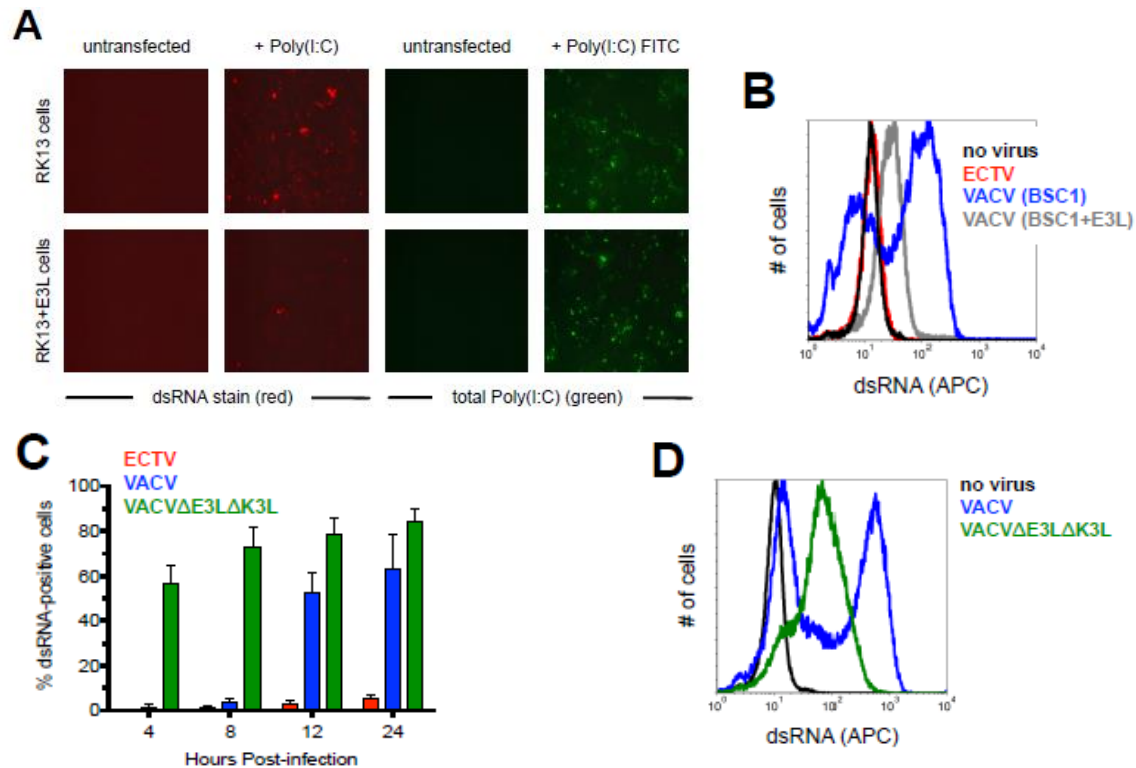 A
untransfected
+ Poly(I:C)
untransfected
+ Poly(I:C) FITC
RK13 cells
RK13+E3L cells
dsRNA stain (red)
total Poly(I:C) (green)
B
no virus
ECTV
VACV (BSC1)
VACV (BSC1+E3L)
# of cells
10⁰ 10¹ 10² 10³ 10⁴
dsRNA (APC)
C
ECTV
VACV
VACVΔE3LΔK3L
% dsRNA-positive cells
100
80
60
40
20
0
4 8 12 24
Hours Post-infection
D
no virus
VACV
VACVΔE3LΔK3L
# of cells
10⁰ 10¹ 10² 10³ 10⁴
dsRNA (APC)